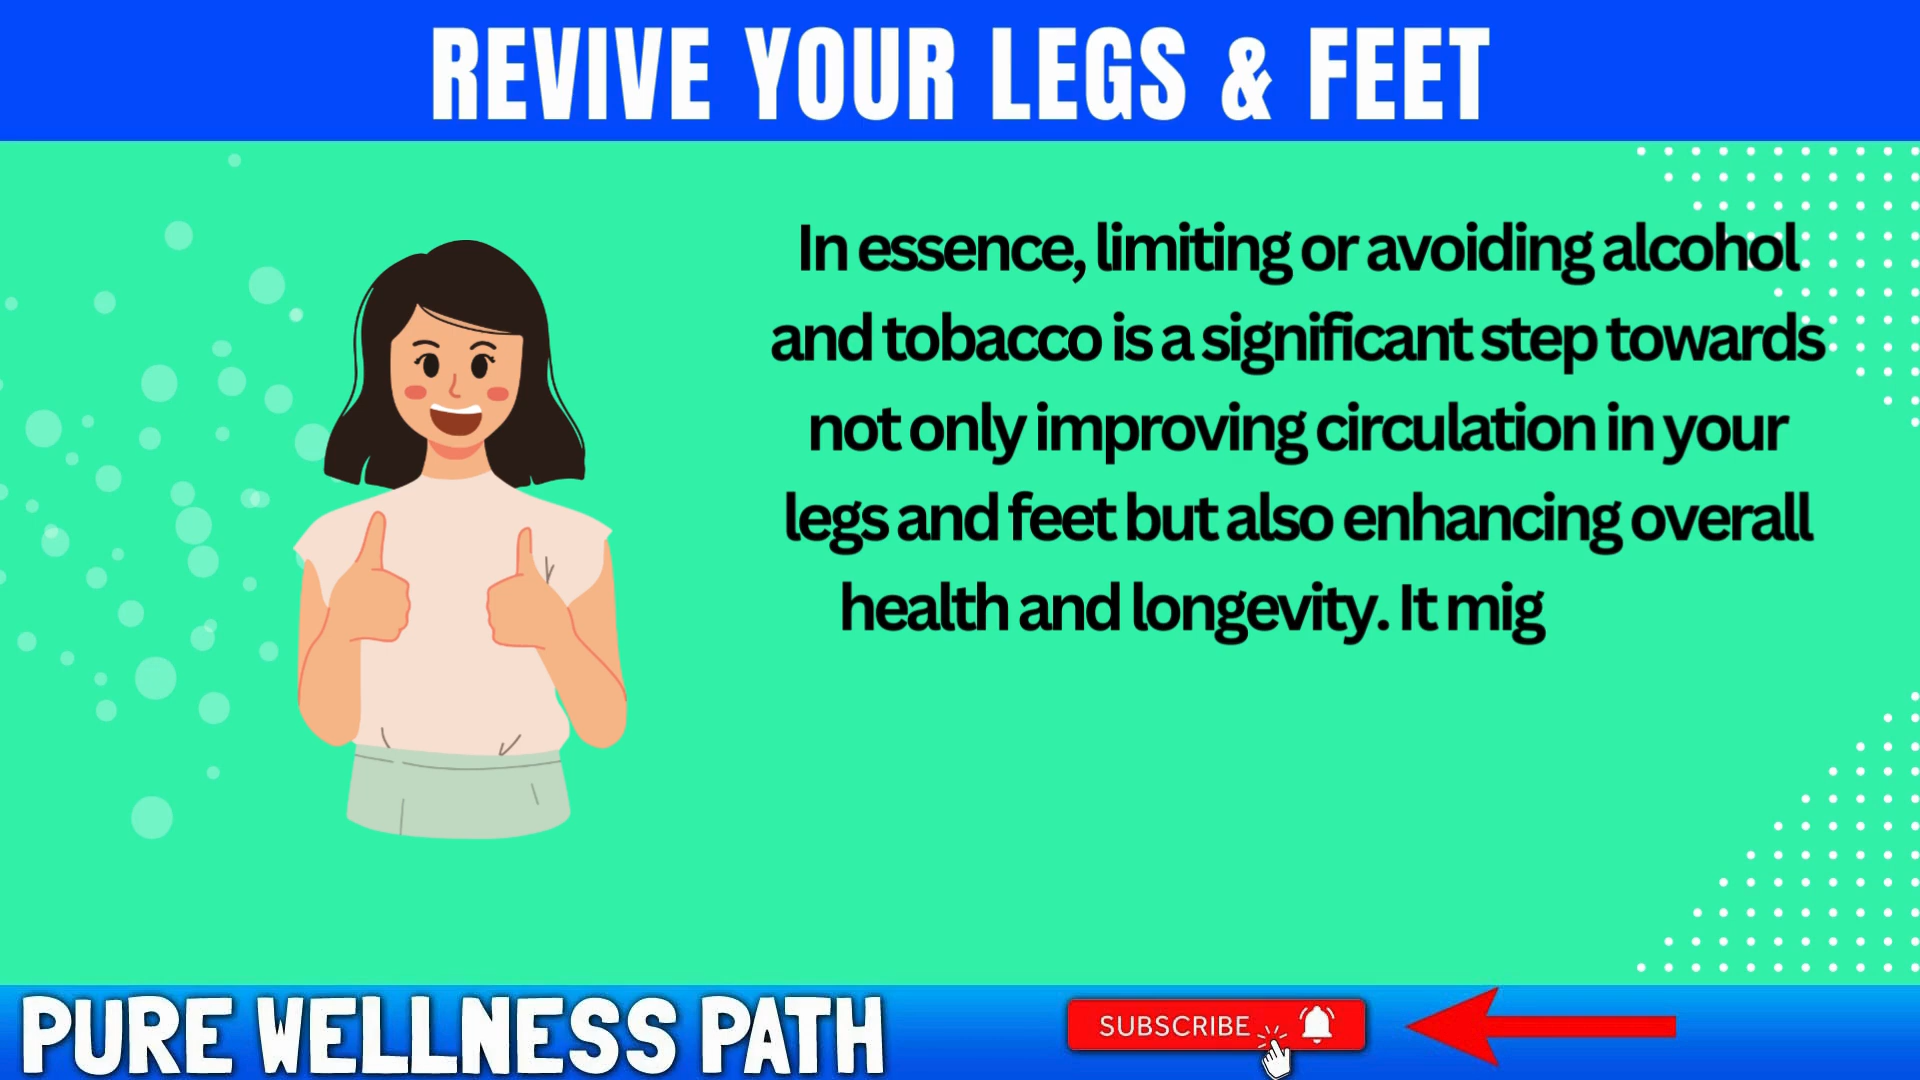 REVIVE YOUR LEGS & FEET
In essence, limiting or avoiding alcohol
and tobacco is a significant step towards
not only improving circulation in your
legs and feet but also enhancing overall
health and longevity. It mig
PURE WELLNESS PATH
SUBSCRIBE